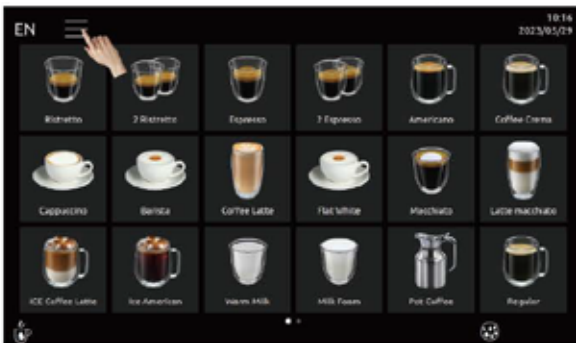 10:16
EN
2023/05/29
Ristretto
2 Ristretto
Espresso
2 Espresso
Americano
Coffee Crema
Cappuccino
Barista
Coffee Latte
Flat White
Macchiato
Latte macchiato
ICE Coffee Latte
Ice American
Warm Milk
Milk Foam
Pot Coffee
Regular